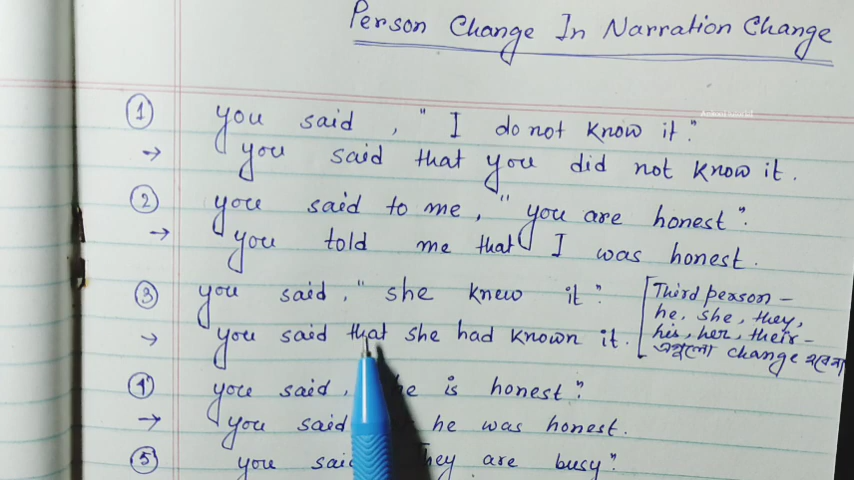 Person Change In Narration Change
① you said, "I do not know it".
→ you said that you did not know it.
② you said to me, "you are honest".
→ you told me that I was honest.
③ you said, "she knew it". [Third person -
he, she, they,
→ you said that she had known it. his, her, their -
এগুলো change হবেনা
④ you said, he is honest".
→ you said he was honest.
⑤ you said They are busy".